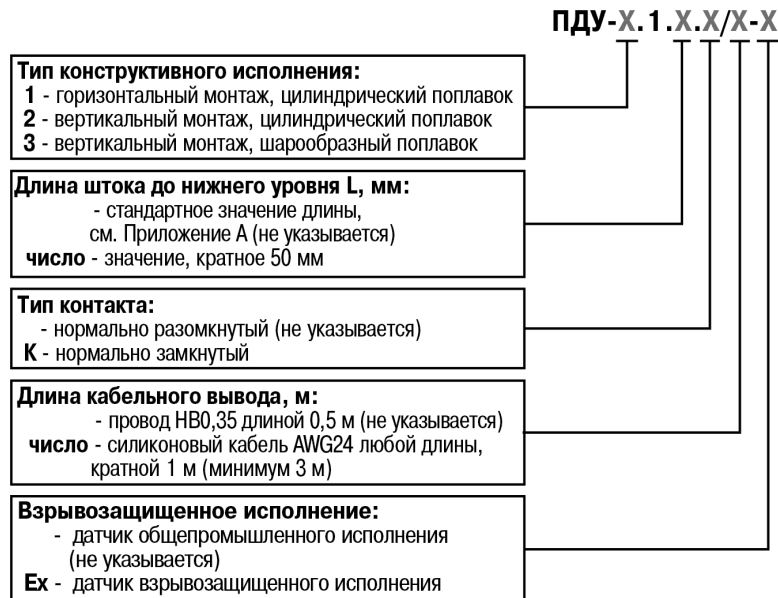 ПДУ-X.1.X.X/X-X
Тип конструктивного исполнения:
1 - горизонтальный монтаж, цилиндрический поплавок
2 - вертикальный монтаж, цилиндрический поплавок
3 - вертикальный монтаж, шарообразный поплавок
Длина штока до нижнего уровня L, мм:
- стандартное значение длины,
см. Приложение А (не указывается)
число - значение, кратное 50 мм
Тип контакта:
- нормально разомкнутый (не указывается)
К - нормально замкнутый
Длина кабельного вывода, м:
- провод НВ0,35 длиной 0,5 м (не указывается)
число - силиконовый кабель AWG24 любой длины,
кратной 1 м (минимум 3 м)
Взрывозащищенное исполнение:
- датчик общепромышленного исполнения
(не указывается)
Ex - датчик взрывозащищенного исполнения